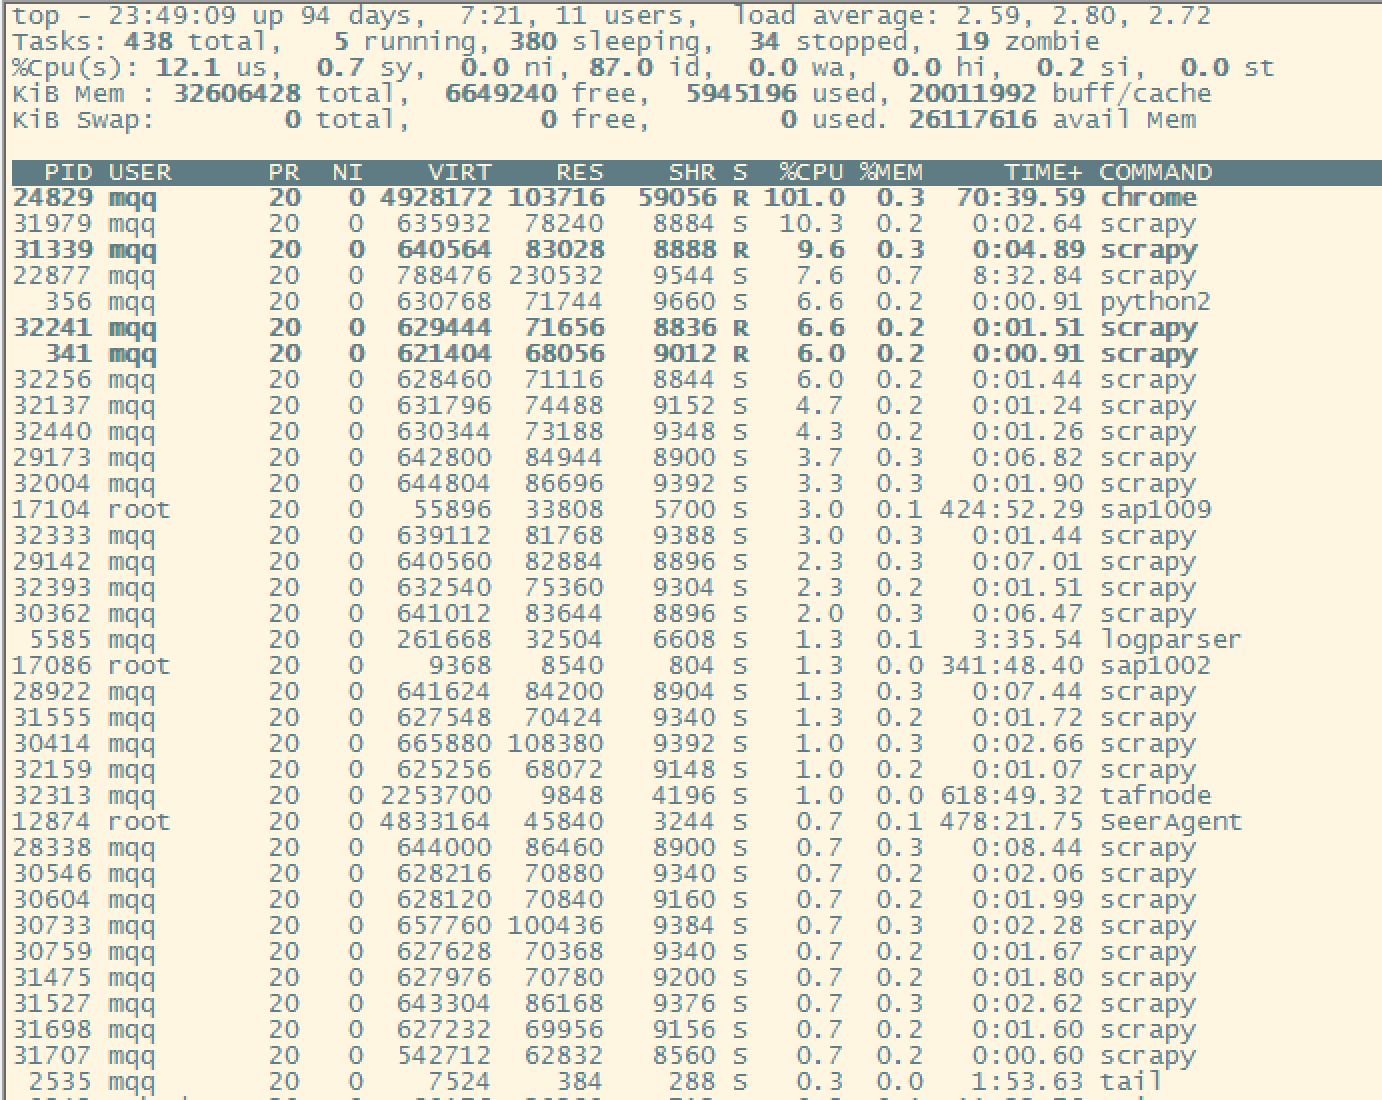 top - 23:49:09 up 94 days,  7:21, 11 users,  load average: 2.59, 2.80, 2.72
Tasks: 438 total,   5 running, 380 sleeping,  34 stopped,  19 zombie
%Cpu(s): 12.1 us,  0.7 sy,  0.0 ni, 87.0 id,  0.0 wa,  0.0 hi,  0.2 si,  0.0 st
KiB Mem : 32606428 total,  6649240 free,  5945196 used, 20011992 buff/cache
KiB Swap:        0 total,        0 free,        0 used. 26117616 avail Mem
  PID USER      PR  NI    VIRT    RES    SHR S  %CPU %MEM     TIME+ COMMAND
24829 mqq       20   0 4928172 103716  59056 R 101.0  0.3  70:39.59 chrome
31979 mqq       20   0  635932  78240   8884 S  10.3  0.2   0:02.64 scrapy
31339 mqq       20   0  640564  83028   8888 R   9.6  0.3   0:04.89 scrapy
22877 mqq       20   0  788476 230532   9544 S   7.6  0.7   8:32.84 scrapy
  356 mqq       20   0  630768  71744   9660 S   6.6  0.2   0:00.91 python2
32241 mqq       20   0  629444  71656   8836 R   6.6  0.2   0:01.51 scrapy
  341 mqq       20   0  621404  68056   9012 R   6.0  0.2   0:00.91 scrapy
32256 mqq       20   0  628460  71116   8844 S   6.0  0.2   0:01.44 scrapy
32137 mqq       20   0  631796  74488   9152 S   4.7  0.2   0:01.24 scrapy
32440 mqq       20   0  630344  73188   9348 S   4.3  0.2   0:01.26 scrapy
29173 mqq       20   0  642800  84944   8900 S   3.7  0.3   0:06.82 scrapy
32004 mqq       20   0  644804  86696   9392 S   3.3  0.3   0:01.90 scrapy
17104 root      20   0   55896  33808   5700 S   3.0  0.1 424:52.29 sap1009
32333 mqq       20   0  639112  81768   9388 S   3.0  0.3   0:01.44 scrapy
29142 mqq       20   0  640560  82884   8896 S   2.3  0.3   0:07.01 scrapy
32393 mqq       20   0  632540  75360   9304 S   2.3  0.2   0:01.51 scrapy
30362 mqq       20   0  641012  83644   8896 S   2.0  0.3   0:06.47 scrapy
 5585 mqq       20   0  261668  32504   6608 S   1.3  0.1   3:35.54 logparser
17086 root      20   0    9368   8540    804 S   1.3  0.0 341:48.40 sap1002
28922 mqq       20   0  641624  84200   8904 S   1.3  0.3   0:07.44 scrapy
31555 mqq       20   0  627548  70424   9340 S   1.3  0.2   0:01.72 scrapy
30414 mqq       20   0  665880 108380   9392 S   1.0  0.3   0:02.66 scrapy
32159 mqq       20   0  625256  68072   9148 S   1.0  0.2   0:01.07 scrapy
32313 mqq       20   0 2253700   9848   4196 S   1.0  0.0 618:49.32 tafnode
12874 root      20   0 4833164  45840   3244 S   0.7  0.1 478:21.75 SeerAgent
28338 mqq       20   0  644000  86460   8900 S   0.7  0.3   0:08.44 scrapy
30546 mqq       20   0  628216  70880   9340 S   0.7  0.2   0:02.06 scrapy
30604 mqq       20   0  628120  70840   9160 S   0.7  0.2   0:01.99 scrapy
30733 mqq       20   0  657760 100436   9384 S   0.7  0.3   0:02.28 scrapy
30759 mqq       20   0  627628  70368   9340 S   0.7  0.2   0:01.67 scrapy
31475 mqq       20   0  627976  70780   9200 S   0.7  0.2   0:01.80 scrapy
31527 mqq       20   0  643304  86168   9376 S   0.7  0.3   0:02.62 scrapy
31698 mqq       20   0  627232  69956   9156 S   0.7  0.2   0:01.60 scrapy
31707 mqq       20   0  542712  62832   8560 S   0.7  0.2   0:00.60 scrapy
 2535 mqq       20   0    7524    384    288 S   0.3  0.0   1:53.63 tail